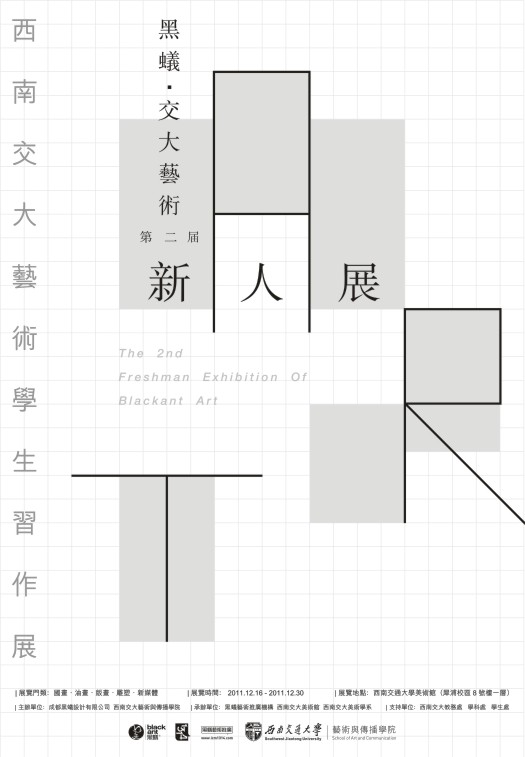 西南交大藝術學生習作展
黑蟻·交大藝術
第二届
新人展
The 2nd
Freshman Exhibition Of
Blackant Art
|展覽門類: 國畫·油畫·版畫·雕塑·新媒體 |展覽時間: 2011.12.16 - 2011.12.30 |展覽地點: 西南交通大學美術館(犀浦校區 8 號樓一層)
|主辦單位: 成都黑蟻設計有限公司 西南交大藝術與傳播學院 |承辦單位: 黑蟻藝術推廣機構 西南交大美術館 西南交大美術學系 |支持單位: 西南交大教務處 學科處 學生處
black
ant
黑蟻
西南交通大學
Southwest Jiaotong University
藝術與傳播學院
School of Art and Communication